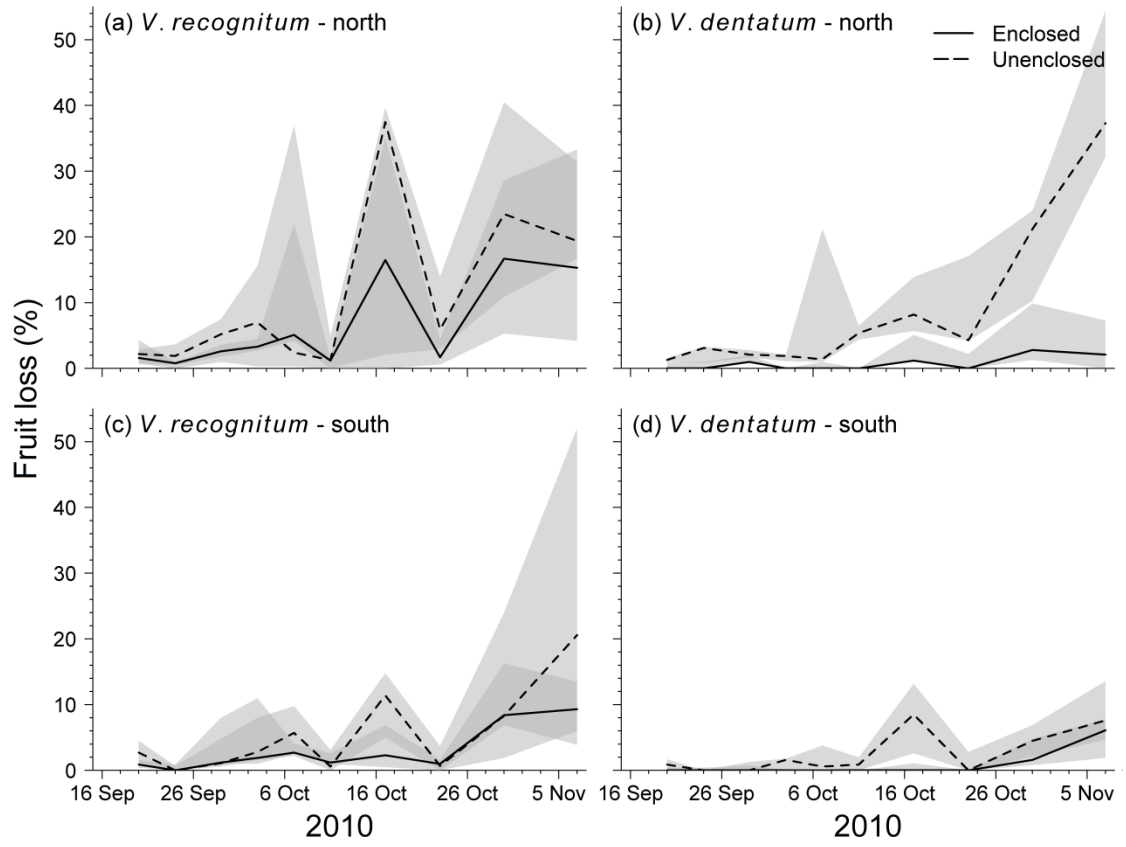 (a) V. recognitum - north
(b) V. dentatum - north
Enclosed
Unenclosed
50
40
30
20
10
0
(c) V. recognitum - south
(d) V. dentatum - south
50
40
30
20
10
0
Fruit loss (%)
16 Sep 26 Sep 6 Oct 16 Oct 26 Oct 5 Nov
16 Sep 26 Sep 6 Oct 16 Oct 26 Oct 5 Nov
2010
2010